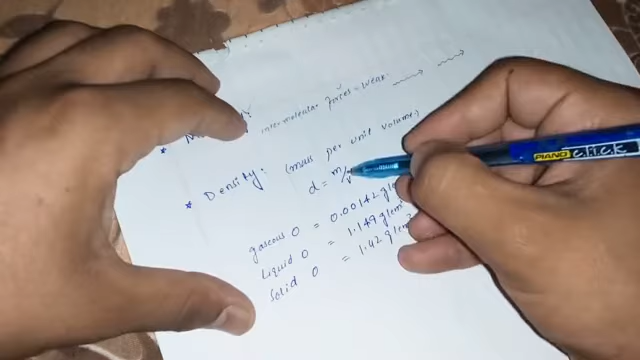 intermolecular forces = weak
* Density: (mass per unit volume)
d = m/v
gaseous O = 0.00142 g/c
Liquid O = 1.149 g/cm³
Solid O = 1.42 g/cm³
PIANO click